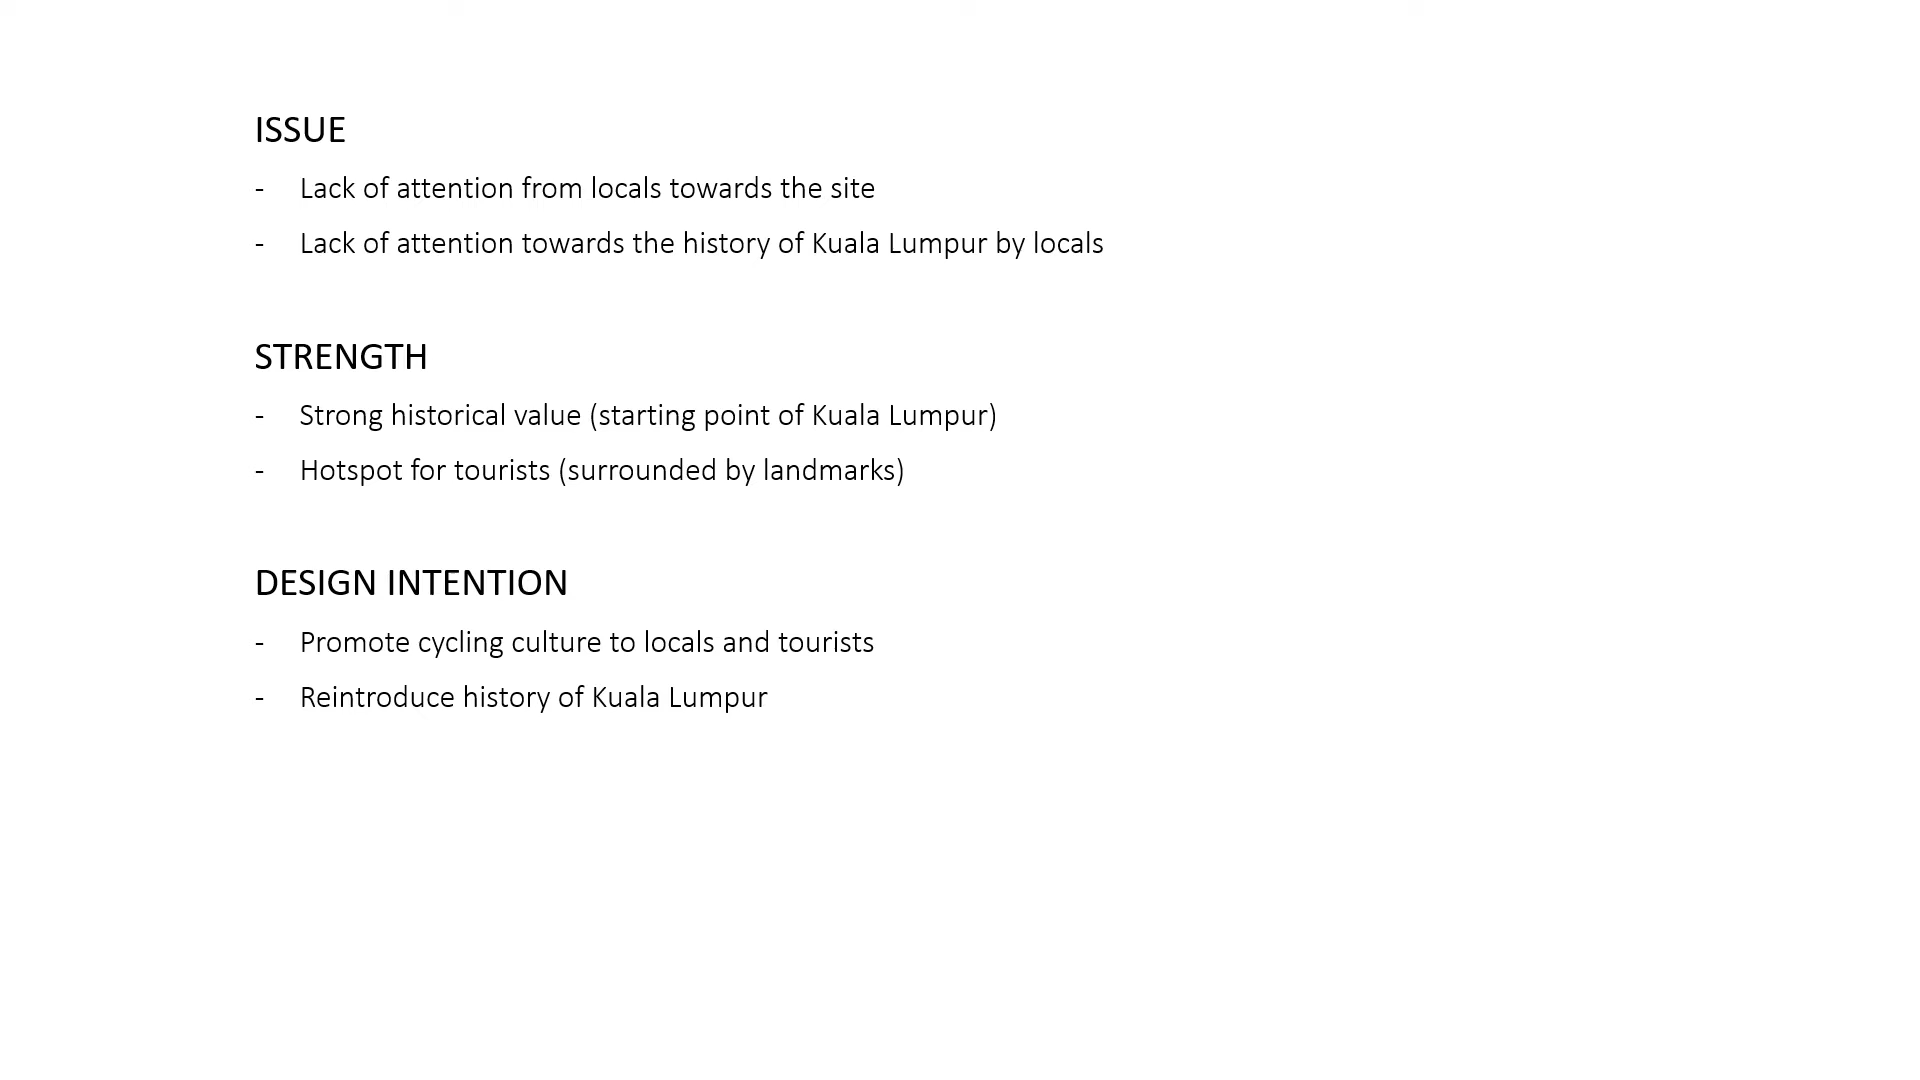 ISSUE
- Lack of attention from locals towards the site
- Lack of attention towards the history of Kuala Lumpur by locals
STRENGTH
- Strong historical value (starting point of Kuala Lumpur)
- Hotspot for tourists (surrounded by landmarks)
DESIGN INTENTION
- Promote cycling culture to locals and tourists
- Reintroduce history of Kuala Lumpur